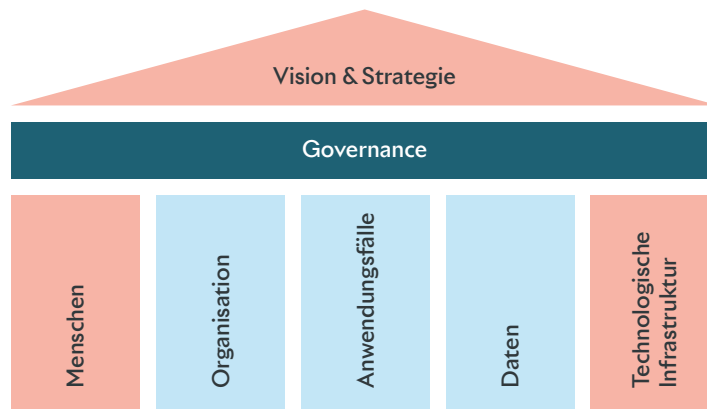 Vision & Strategie
Governance
Menschen
Organisation
Anwendungsfälle
Daten
Technologische
Infrastruktur